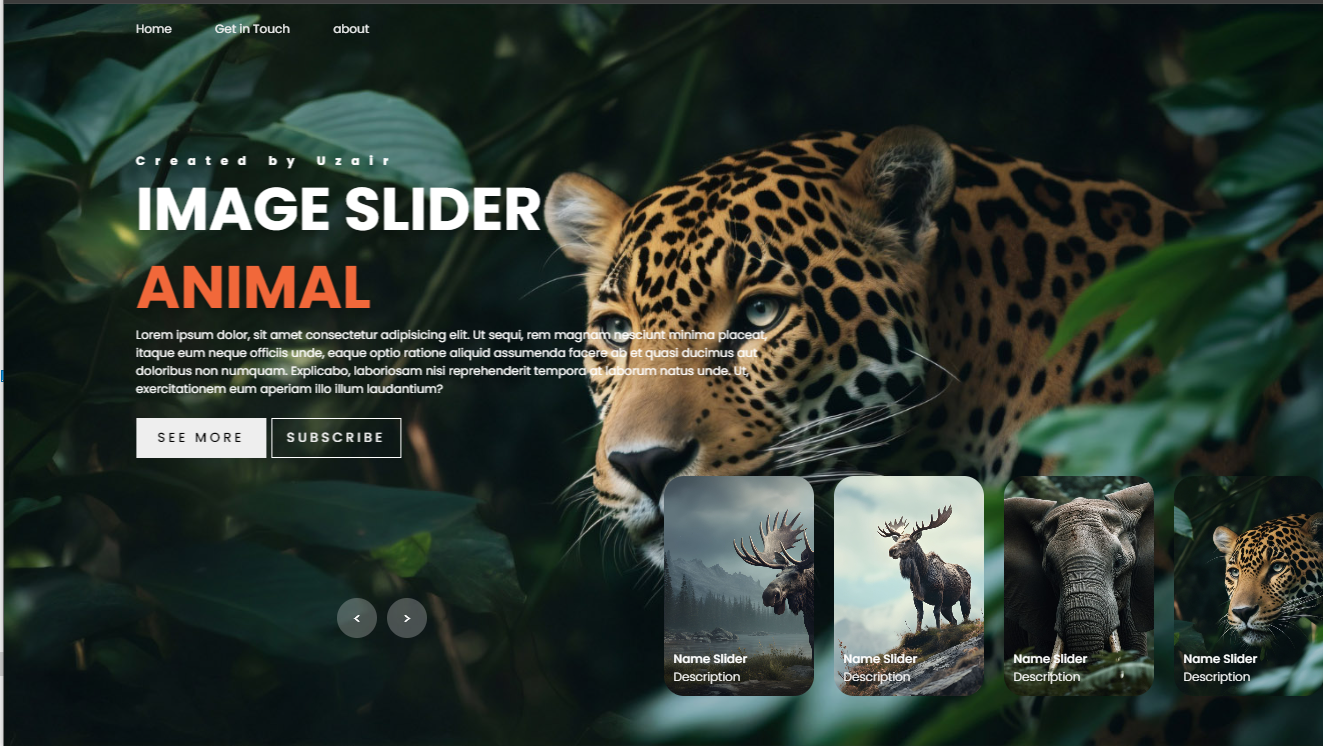 Home Get in Touch about
Created by Uzair
IMAGE SLIDER
ANIMAL
Lorem ipsum dolor, sit amet consectetur adipisicing elit. Ut sequi, rem magnam nesciunt minima placeat,
itaque eum neque officiis unde, eaque optio ratione aliquid assumenda facere ab et quasi ducimus aut
doloribus non numquam. Explicabo, laboriosam nisi reprehenderit tempora at laborum natus unde. Ut,
exercitationem eum aperiam illo illum laudantium?
SEE MORE SUBSCRIBE
< >
Name Slider Name Slider Name Slider Name Slider
Description Description Description Description